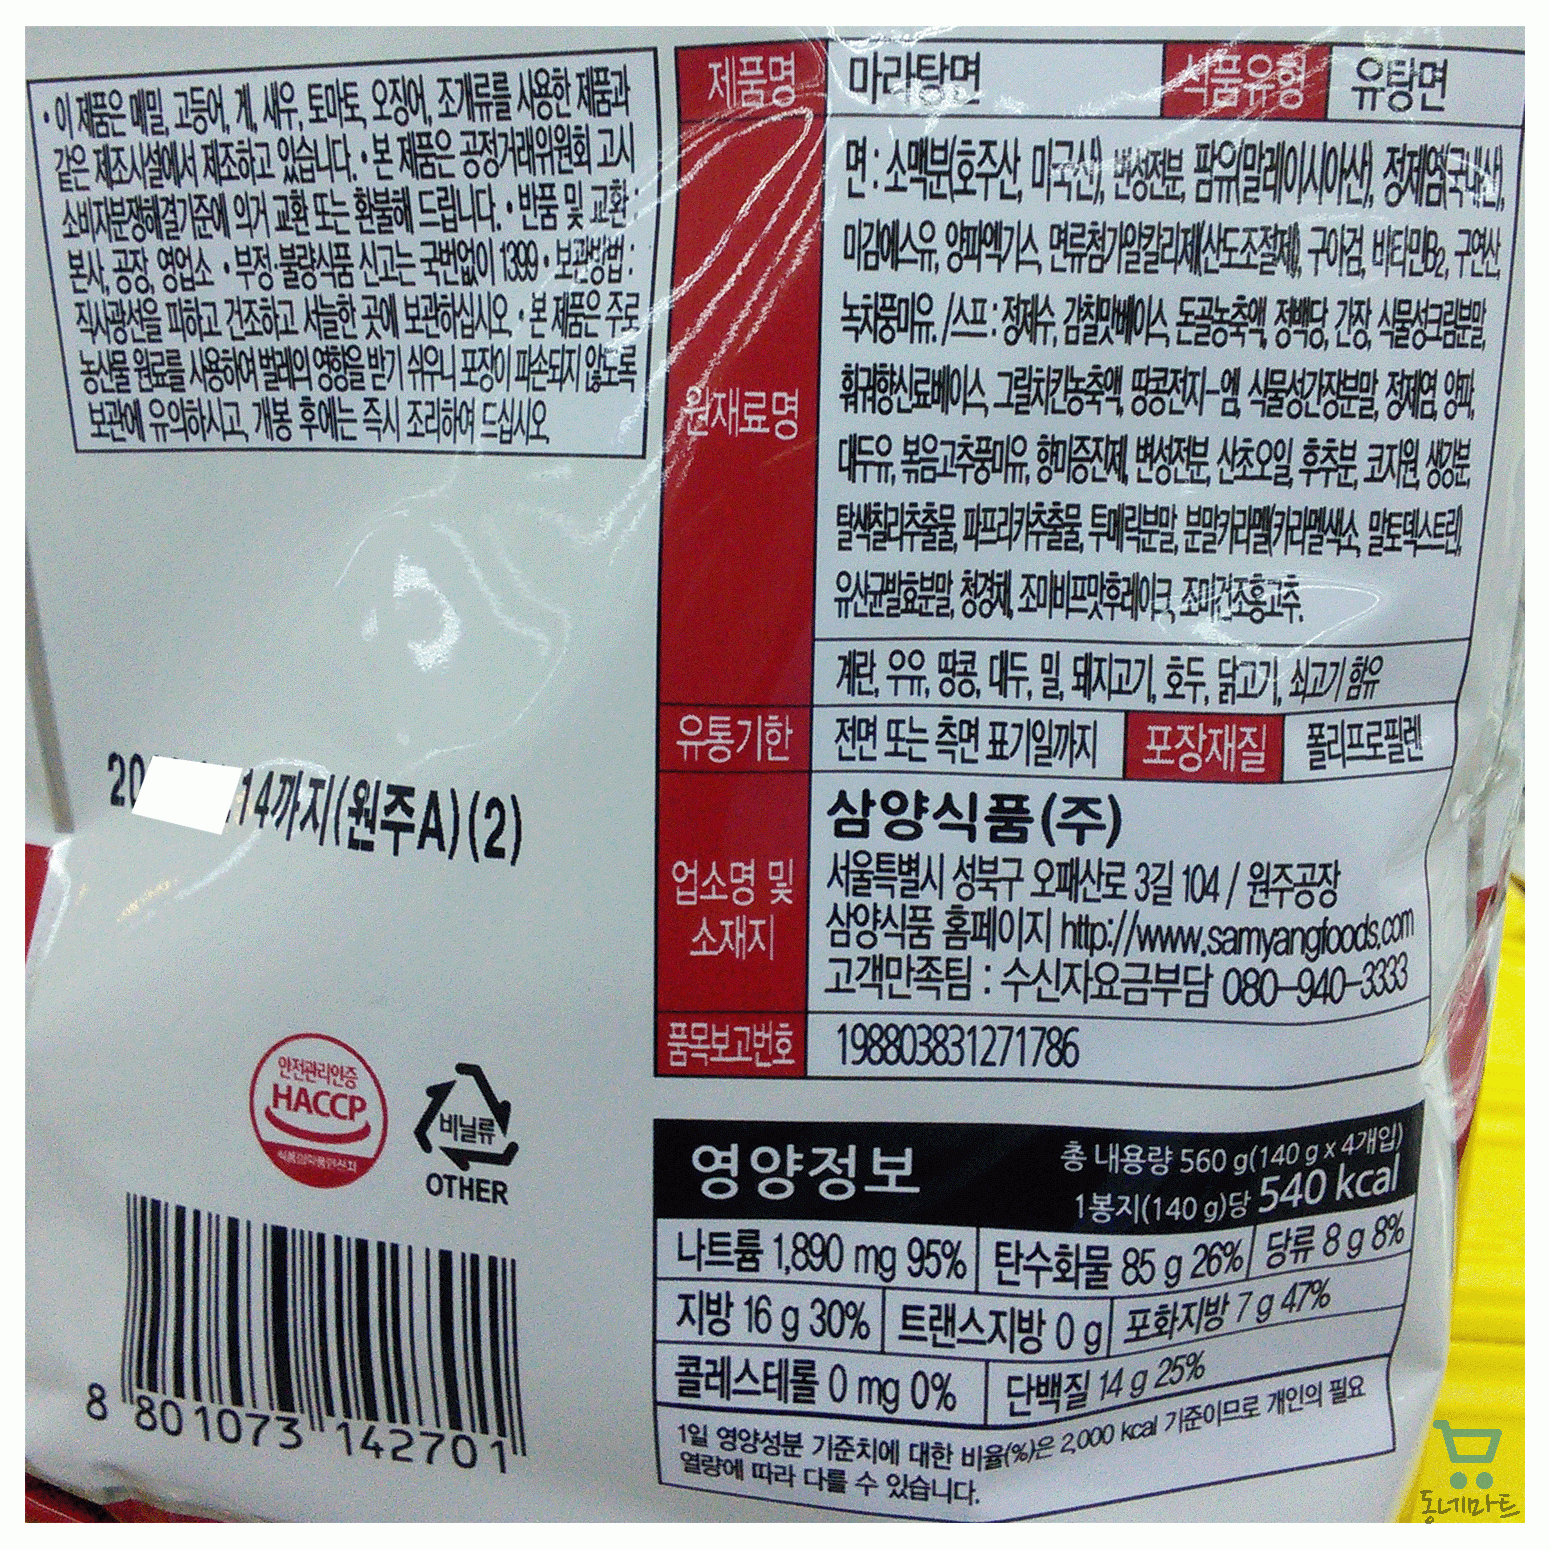 • 이 제품은 메밀, 고등어, 게, 새우, 토마토, 오징어, 조개류를 사용한 제품과
같은 제조시설에서 제조하고 있습니다. • 본 제품은 공정거래위원회 고시
소비자분쟁해결기준에 의거 교환 또는 환불해 드립니다. • 반품 및 교환:
본사, 공장, 영업소 • 부정·불량식품 신고는 국번없이 1399 • 보관방법:
직사광선을 피하고 건조하고 서늘한 곳에 보관하십시오. • 본 제품은 주로
농산물 원료를 사용하여 벌레의 영향을 받기 쉬우니 포장이 파손되지 않도록
보관에 유의하시고, 개봉 후에는 즉시 조리하여 드십시오.
제품명 마라탕면 식품유형 유탕면
원재료명
면 : 소맥분(호주산, 미국산), 변성전분, 팜유(말레이시아산), 정제염(국내산),
미감에스유, 양파엑기스, 면류첨가알칼리제(산도조절제), 구아검, 비타민B2, 구연산,
녹차풍미유. /스프 : 정제수, 감칠맛베이스, 돈골농축액, 정백당, 간장, 식물성크림분말,
훠궈향신료베이스, 그릴치킨농축액, 땅콩전지-엠, 식물성간장분말, 정제염, 양파,
대두유, 볶음고추풍미유, 향미증진제, 변성전분, 산초오일, 후추분, 코지원, 생강분,
탈색칠리추출물, 파프리카추출물, 투메릭분말, 분말카라멜(카라멜색소, 말토덱스트린),
유산균발효분말, 청경채, 조미비프맛후레이크, 조미건조홍고추.
계란, 우유, 땅콩, 대두, 밀, 돼지고기, 호두, 닭고기, 쇠고기 함유
유통기한 전면 또는 측면 표기일까지 포장재질 폴리프로필렌
업소명 및
소재지
삼양식품(주)
서울특별시 성북구 오패산로 3길 104 / 원주공장
삼양식품 홈페이지 http://www.samyangfoods.com
고객만족팀 : 수신자요금부담 080-940-3333
품목보고번호 198803831271786
20 14까지(원주A)(2)
안전관리인증
HACCP
식품의약품안전처
비닐류
OTHER
8 801073 142701
영양정보
총 내용량 560 g(140 g x 4개입)
1봉지(140 g)당 540 kcal
나트륨 1,890 mg 95% 탄수화물 85 g 26% 당류 8 g 8%
지방 16 g 30% 트랜스지방 0 g 포화지방 7 g 47%
콜레스테롤 0 mg 0% 단백질 14 g 25%
1일 영양성분 기준치에 대한 비율(%)은 2,000 kcal 기준이므로 개인의 필요
열량에 따라 다를 수 있습니다.
동네마트